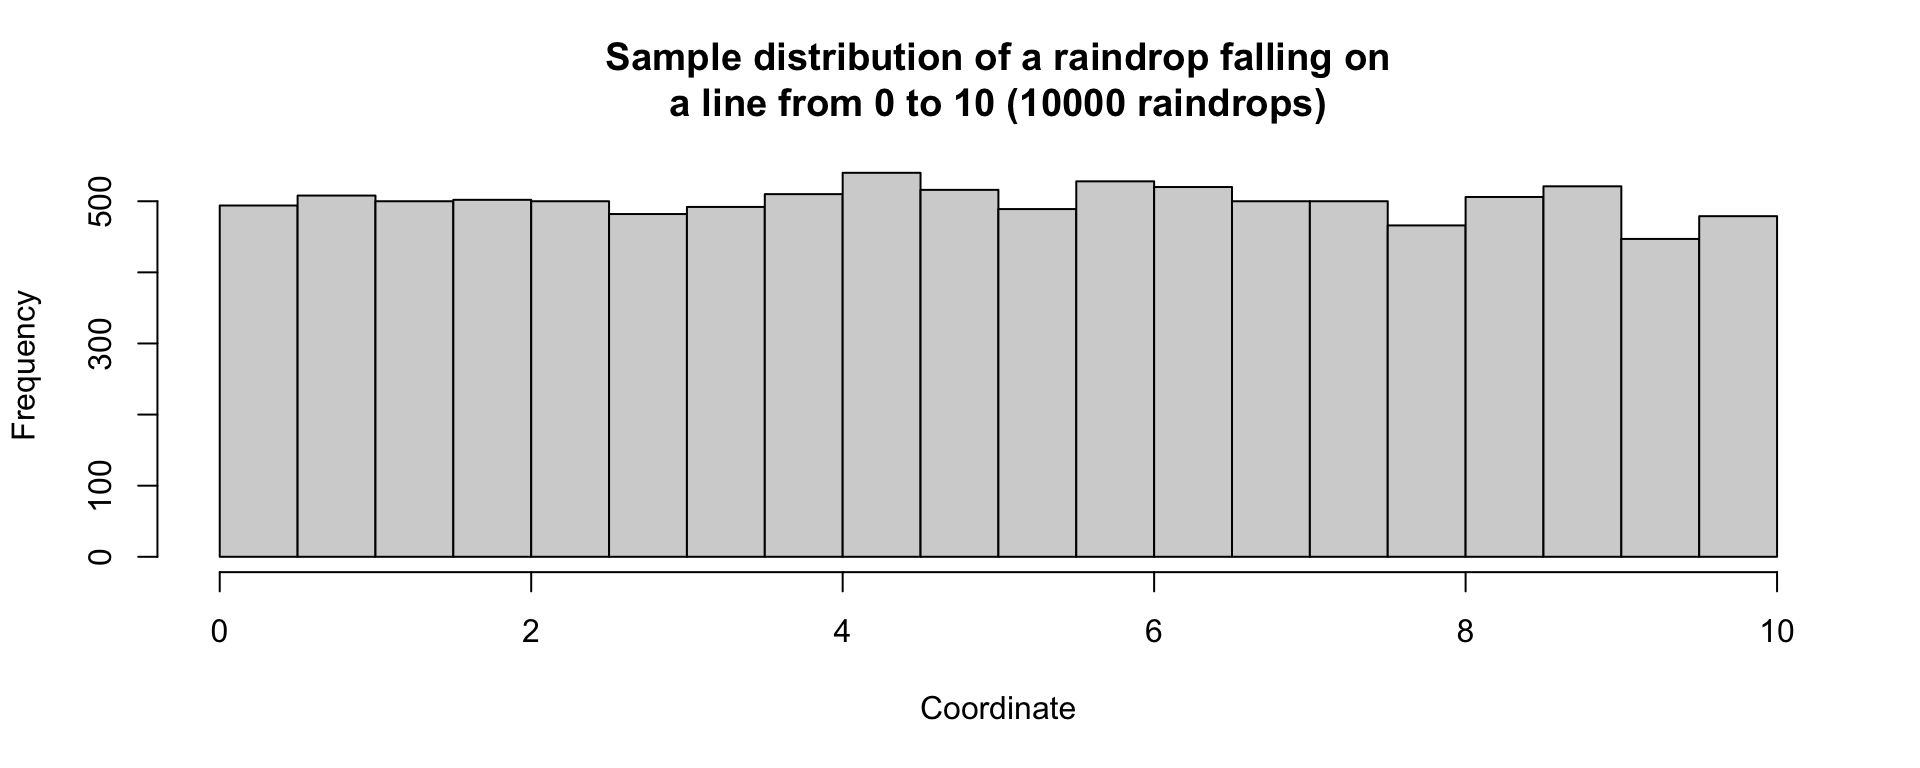 Sample distribution of a raindrop falling on
a line from 0 to 10 (10000 raindrops)
Frequency
500
300
100
0
0 2 4 6 8 10
Coordinate